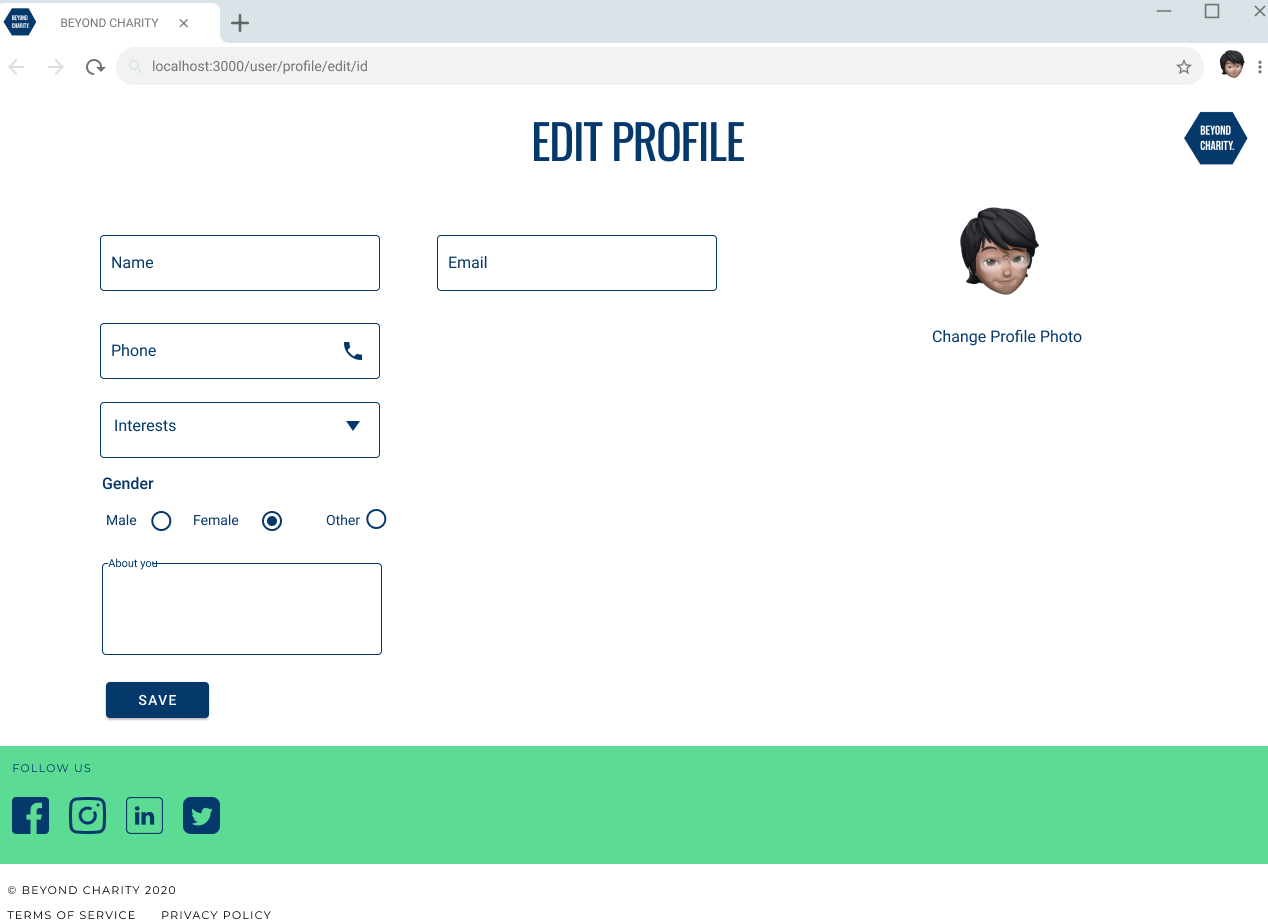 BEYOND
CHARITY.
BEYOND CHARITY
localhost:3000/user/profile/edit/id
EDIT PROFILE
BEYOND
CHARITY.
Name
Email
Phone
Change Profile Photo
Interests
Gender
Male
Female
Other
About you
SAVE
FOLLOW US
© BEYOND CHARITY 2020
TERMS OF SERVICE PRIVACY POLICY